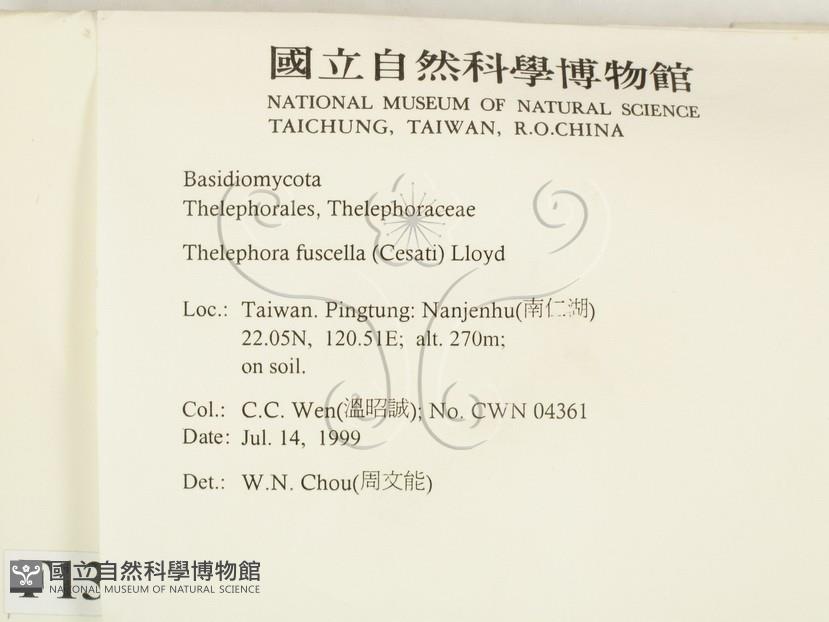 國立自然科學博物館
NATIONAL MUSEUM OF NATURAL SCIENCE
TAICHUNG, TAIWAN, R.O.CHINA
Basidiomycota
Thelephorales, Thelephoraceae
Thelephora fuscella (Cesati) Lloyd
Loc.: Taiwan. Pingtung: Nanjenhu(南仁湖)
22.05N, 120.51E; alt. 270m;
on soil.
Col.: C.C. Wen(溫昭誠); No. CWN 04361
Date: Jul. 14, 1999
Det.: W.N. Chou(周文能)
國立自然科學博物館
NATIONAL MUSEUM OF NATURAL SCIENCE